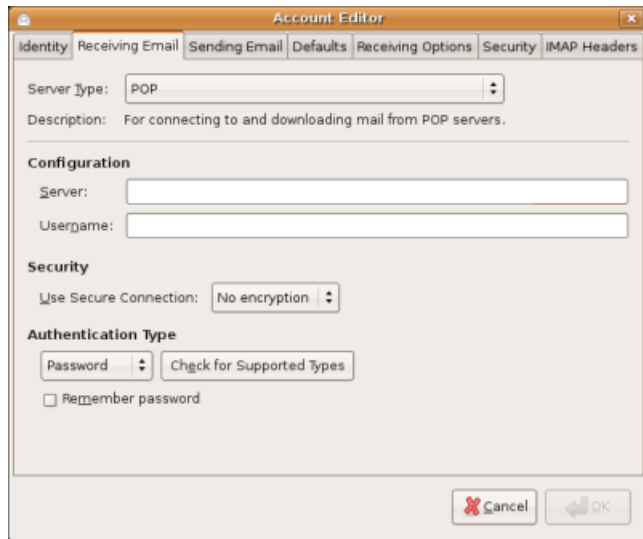 Account Editor
Identity Receiving Email Sending Email Defaults Receiving Options Security IMAP Headers
Server Type: POP
Description: For connecting to and downloading mail from POP servers.
Configuration
Server:
Username:
Security
Use Secure Connection: No encryption
Authentication Type
Password Check for Supported Types
Remember password
Cancel OK